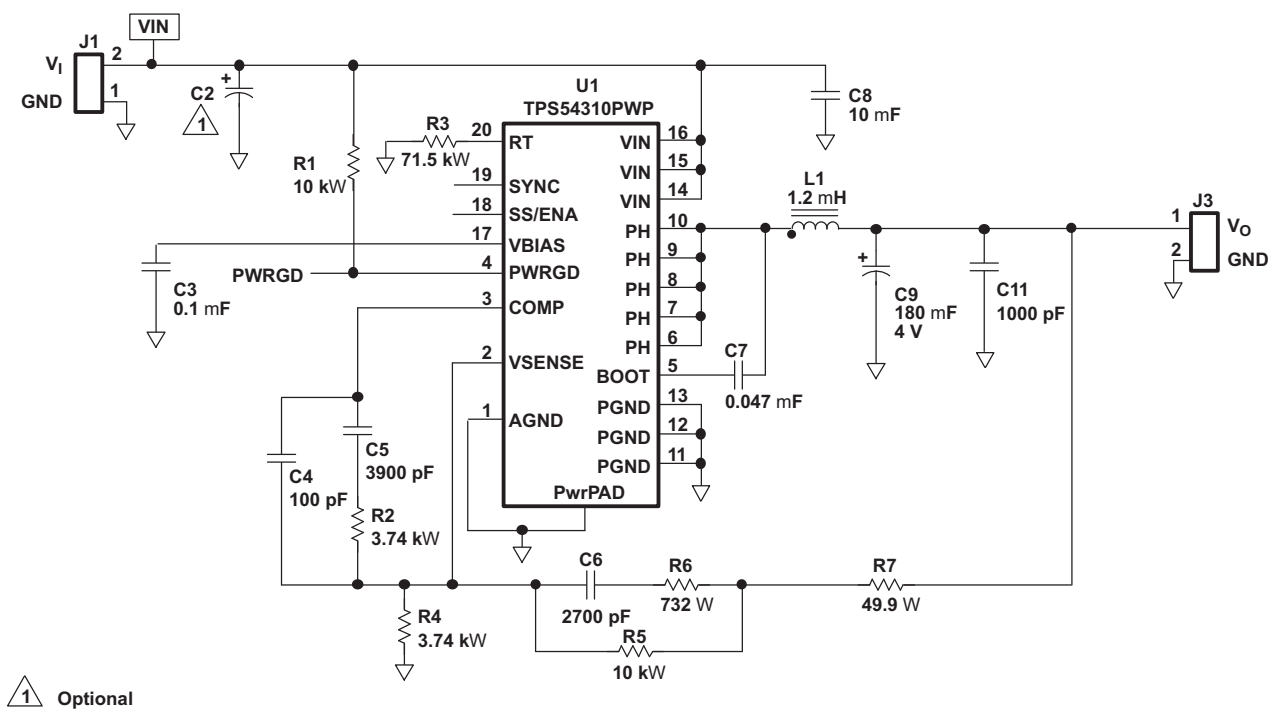 VIN
J1
V_I
2
1
GND
C2
+
1
R1
10 kW
R3
71.5 kW
U1
TPS54310PWP
20 RT
19 SYNC
18 SS/ENA
17 VBIAS
PWRGD
4 PWRGD
3 COMP
2 VSENSE
1 AGND
PwrPAD
VIN 16
VIN 15
VIN 14
PH 10
PH 9
PH 8
PH 7
PH 6
BOOT 5
PGND 13
PGND 12
PGND 11
C8
10 mF
L1
1.2 mH
J3
1
V_O
2
GND
C3
0.1 mF
C7
0.047 mF
+
C9
180 mF
4 V
C11
1000 pF
C4
100 pF
C5
3900 pF
R2
3.74 kW
R4
3.74 kW
C6
2700 pF
R6
732 W
R5
10 kW
R7
49.9 W
1 Optional